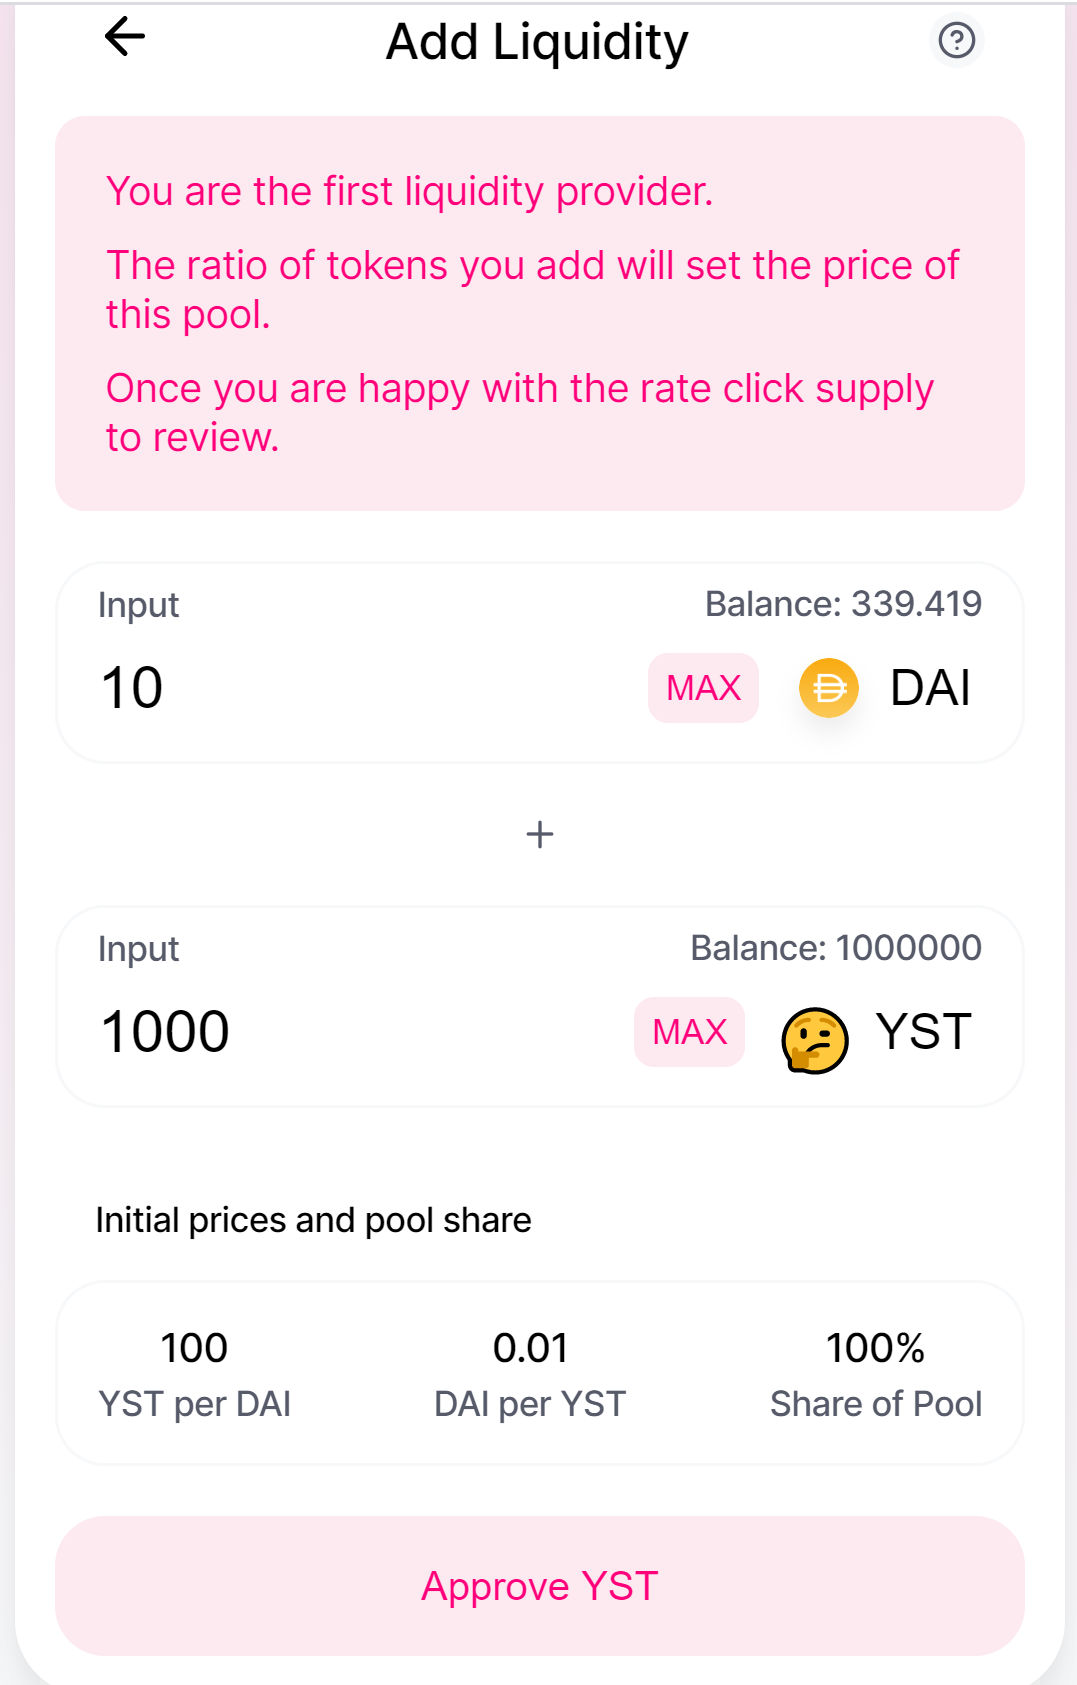 Add Liquidity
?
You are the first liquidity provider.
The ratio of tokens you add will set the price of
this pool.
Once you are happy with the rate click supply
to review.
Input
Balance: 339.419
10
MAX
DAI
+
Input
Balance: 1000000
1000
MAX
YST
Initial prices and pool share
100
0.01
100%
YST per DAI
DAI per YST
Share of Pool
Approve YST